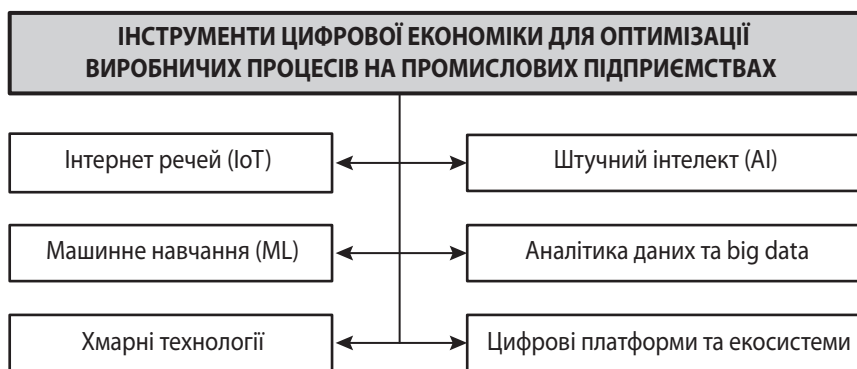 ІНСТРУМЕНТИ ЦИФРОВОЇ ЕКОНОМІКИ ДЛЯ ОПТИМІЗАЦІЇ
ВИРОБНИЧИХ ПРОЦЕСІВ НА ПРОМИСЛОВИХ ПІДПРИЄМСТВАХ
Інтернет речей (IoT)
Штучний інтелект (AI)
Машинне навчання (ML)
Аналітика даних та big data
Хмарні технології
Цифрові платформи та екосистеми